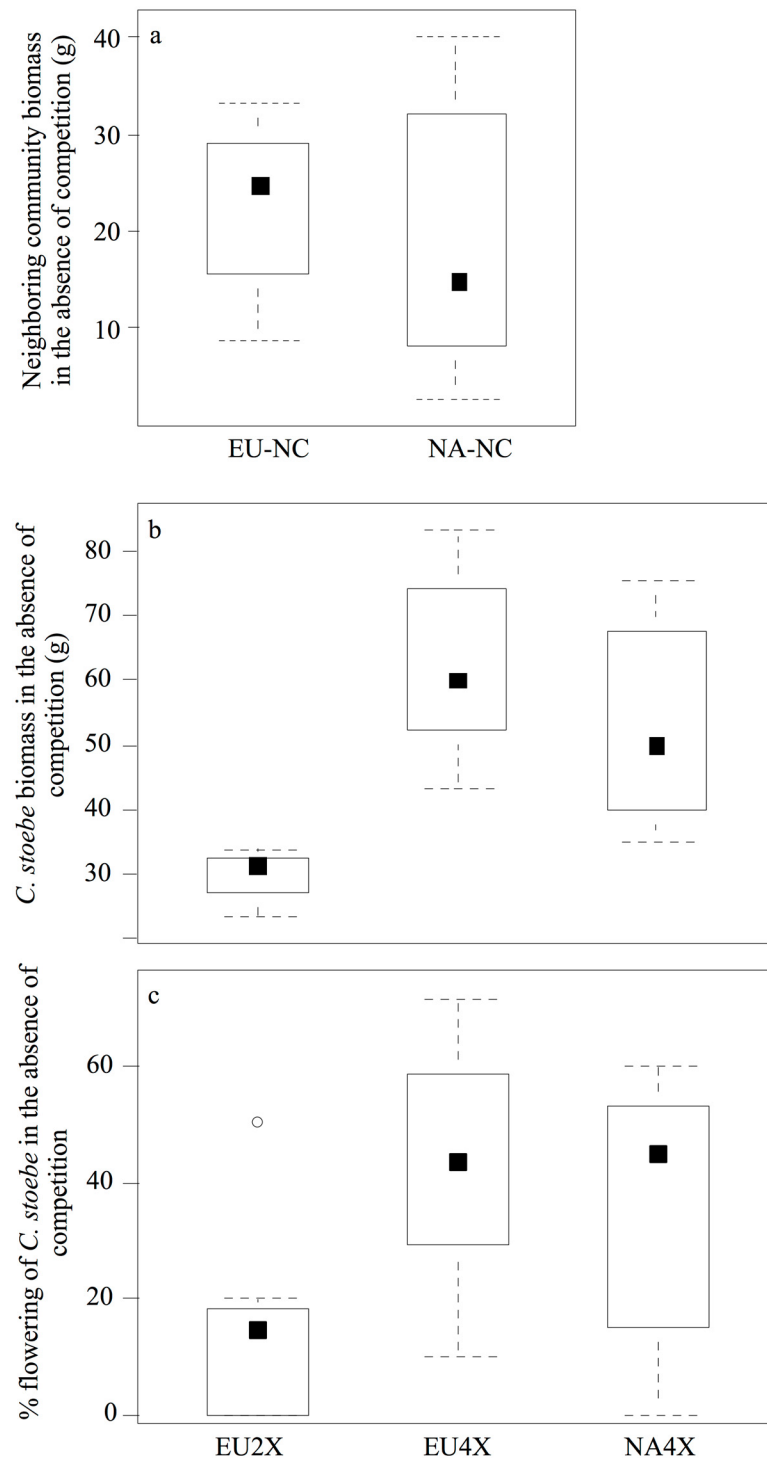 Neighboring community biomass
in the absence of competition (g)
a
40
30
20
10
EU-NC
NA-NC
C. stoebe biomass in the absence of
competition (g)
b
80
70
60
50
40
30
% flowering of C. stoebe in the absence of
competition
c
60
40
20
0
EU2X
EU4X
NA4X